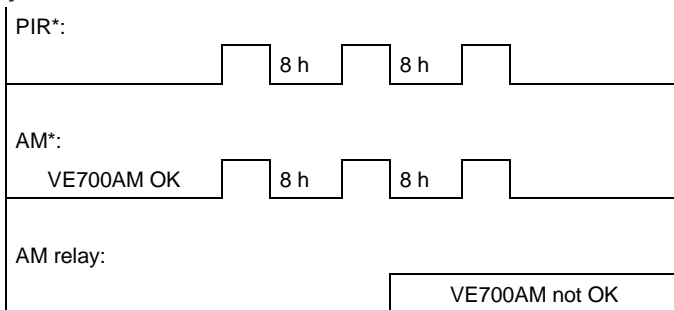 PIR*:
8 h 8 h
AM*:
VE700AM OK 8 h 8 h
AM relay:
VE700AM not OK